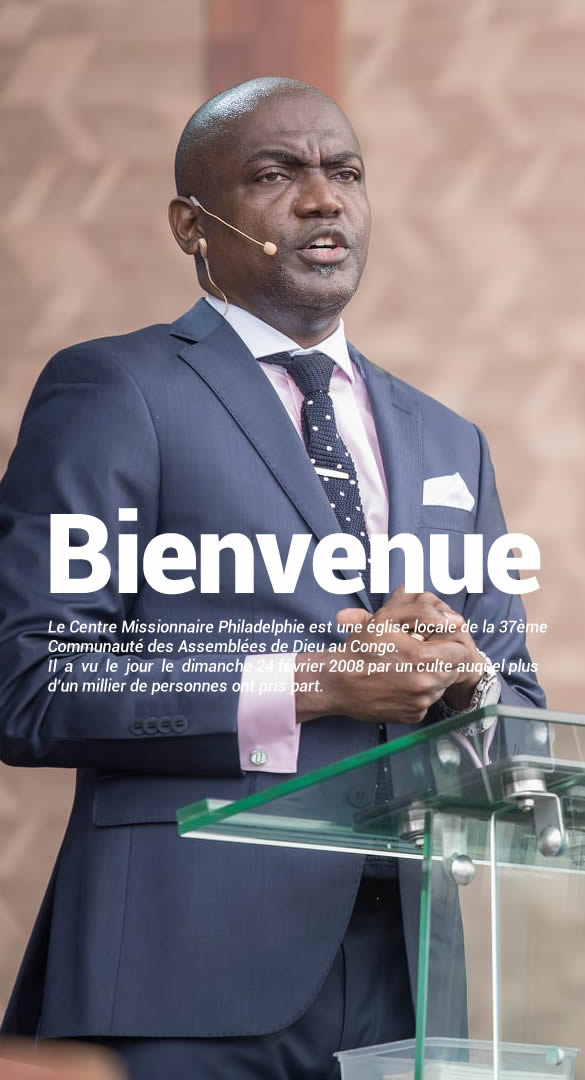 Bienvenue
Le Centre Missionnaire Philadelphie est une église locale de la 37ème
Communauté des Assemblées de Dieu au Congo.
Il a vu le jour le dimanche 24 février 2008 par un culte auquel plus
d'un millier de personnes ont pris part.